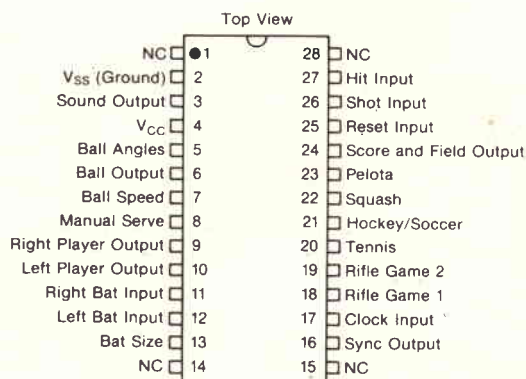 Top View
NC 1 28 NC
VSS (Ground) 2 27 Hit Input
Sound Output 3 26 Shot Input
VCC 4 25 Reset Input
Ball Angles 5 24 Score and Field Output
Ball Output 6 23 Pelota
Ball Speed 7 22 Squash
Manual Serve 8 21 Hockey/Soccer
Right Player Output 9 20 Tennis
Left Player Output 10 19 Rifle Game 2
Right Bat Input 11 18 Rifle Game 1
Left Bat Input 12 17 Clock Input
Bat Size 13 16 Sync Output
NC 14 15 NC